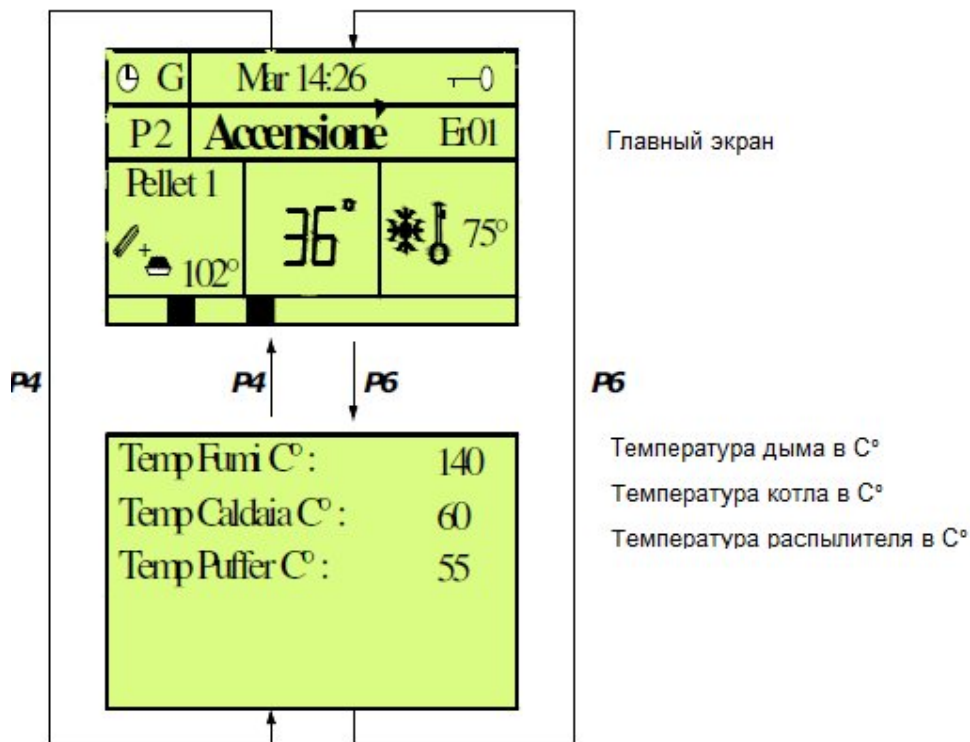 G Mar 14:26
P2 Accensione Er01
Главный экран
Pellet 1
102° 36° 75°
P4 P4 P6 P6
Temp Fumi C° : 140
Температура дыма в C°
Temp Caldaia C° : 60
Температура котла в C°
Temp Puffer C° : 55
Температура распылителя в C°